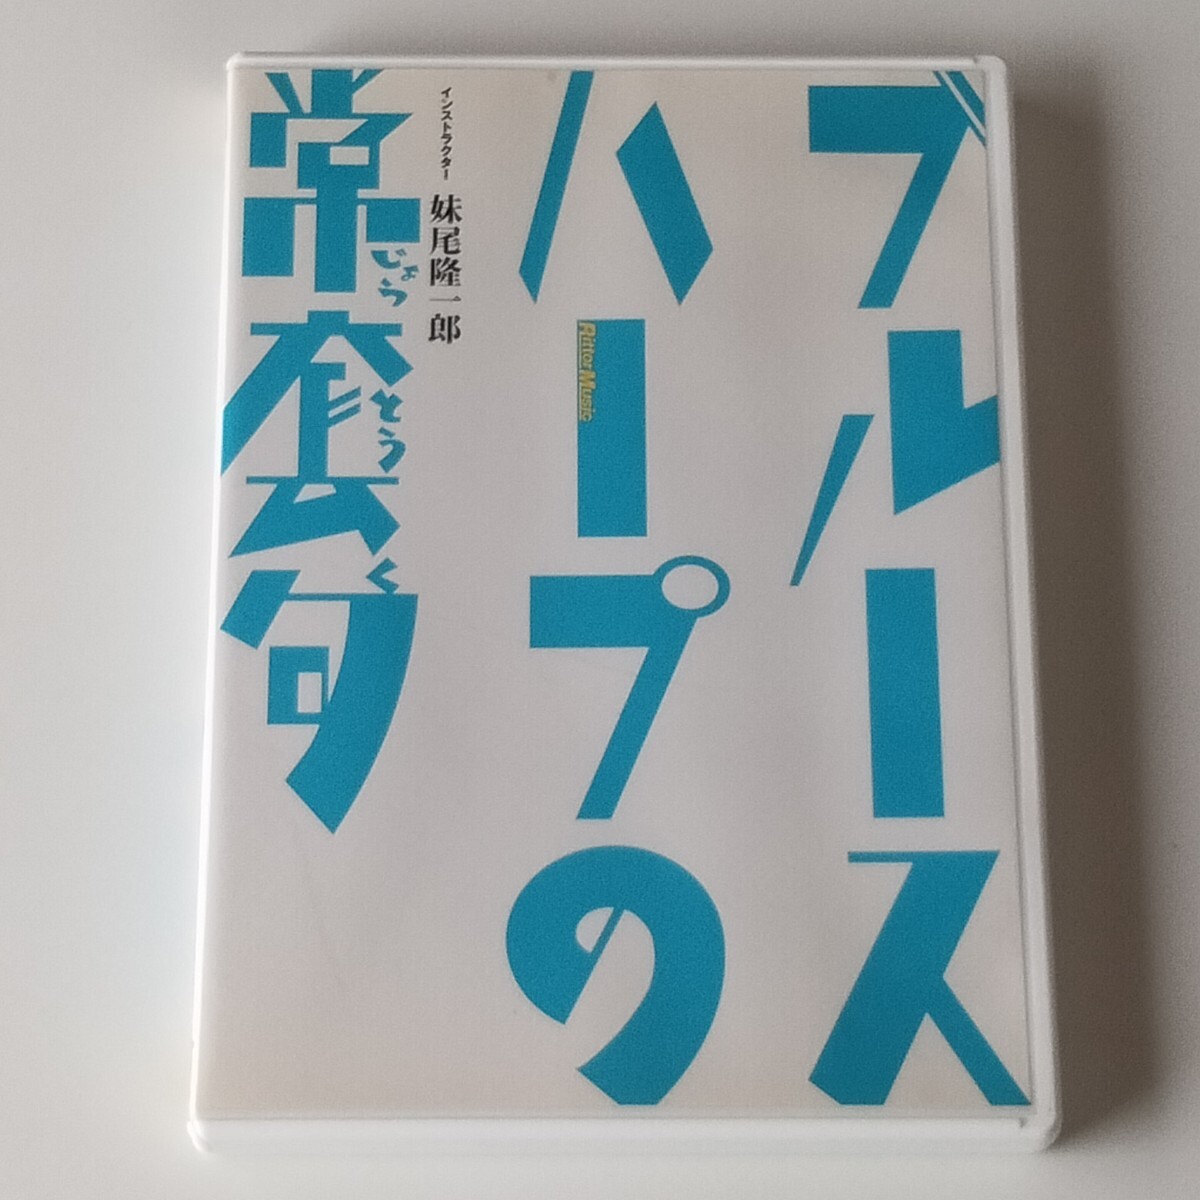 ブルース
ハープの
常套句
じょうとうく
インストラクター 妹尾隆一郎
Rittor Music